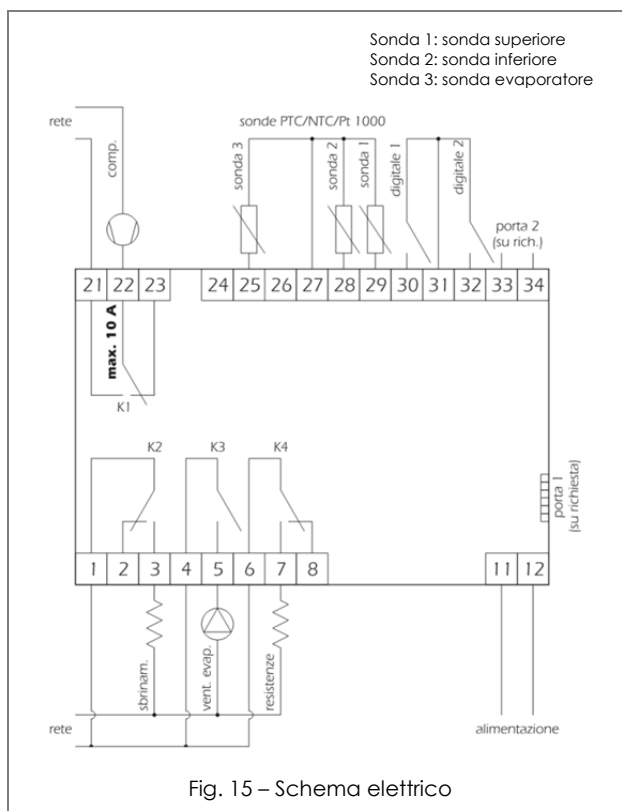 Sonda 1: sonda superiore
Sonda 2: sonda inferiore
Sonda 3: sonda evaporatore
rete
sonde PTC/NTC/Pt 1000
comp.
sonda 3
sonda 2
sonda 1
digitale 1
digitale 2
porta 2
(su rich.)
21 22 23 24 25 26 27 28 29 30 31 32 33 34
max. 10 A
K1
K2 K3 K4
porta 1
(su richiesta)
1 2 3 4 5 6 7 8 11 12
sbrinam.
vent. evap.
resistenze
rete
alimentazione
Fig. 15 – Schema elettrico